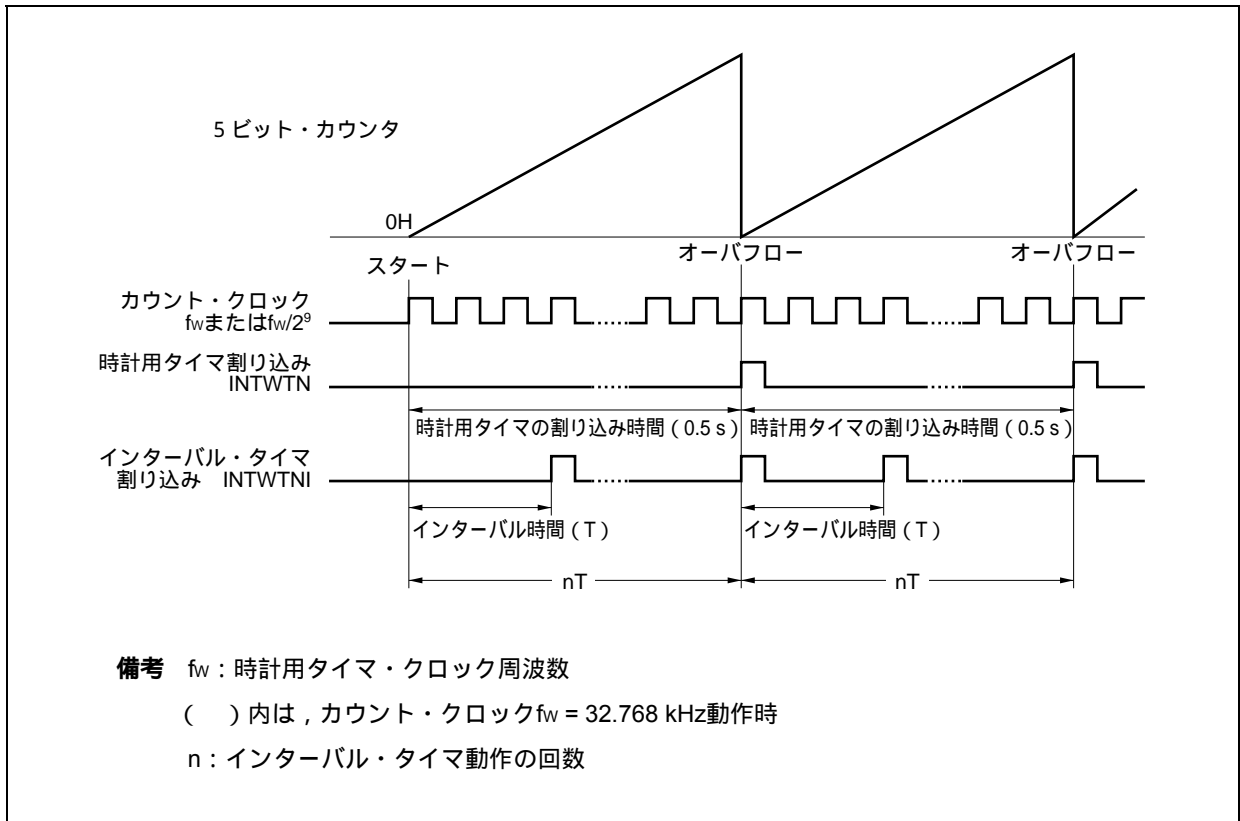 5 ビット・カウンタ
0H
スタート
オーバフロー
オーバフロー
カウント・クロック
fwまたはfw/2⁹
時計用タイマ割り込み
INTWTN
時計用タイマの割り込み時間（0.5 s）
時計用タイマの割り込み時間（0.5 s）
インターバル・タイマ
割り込み　INTWTNI
インターバル時間（T）
インターバル時間（T）
nT
nT
備考　fw：時計用タイマ・クロック周波数
（　）内は，カウント・クロックfw = 32.768 kHz動作時
n：インターバル・タイマ動作の回数